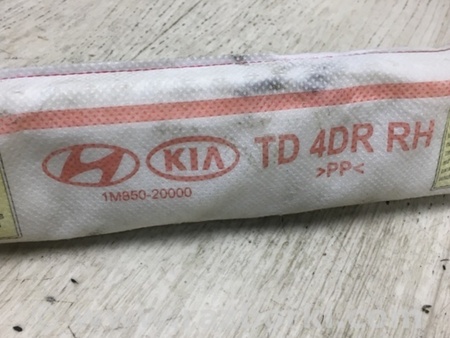 KIA TD 4DR RH
>PP<
1M850-20000